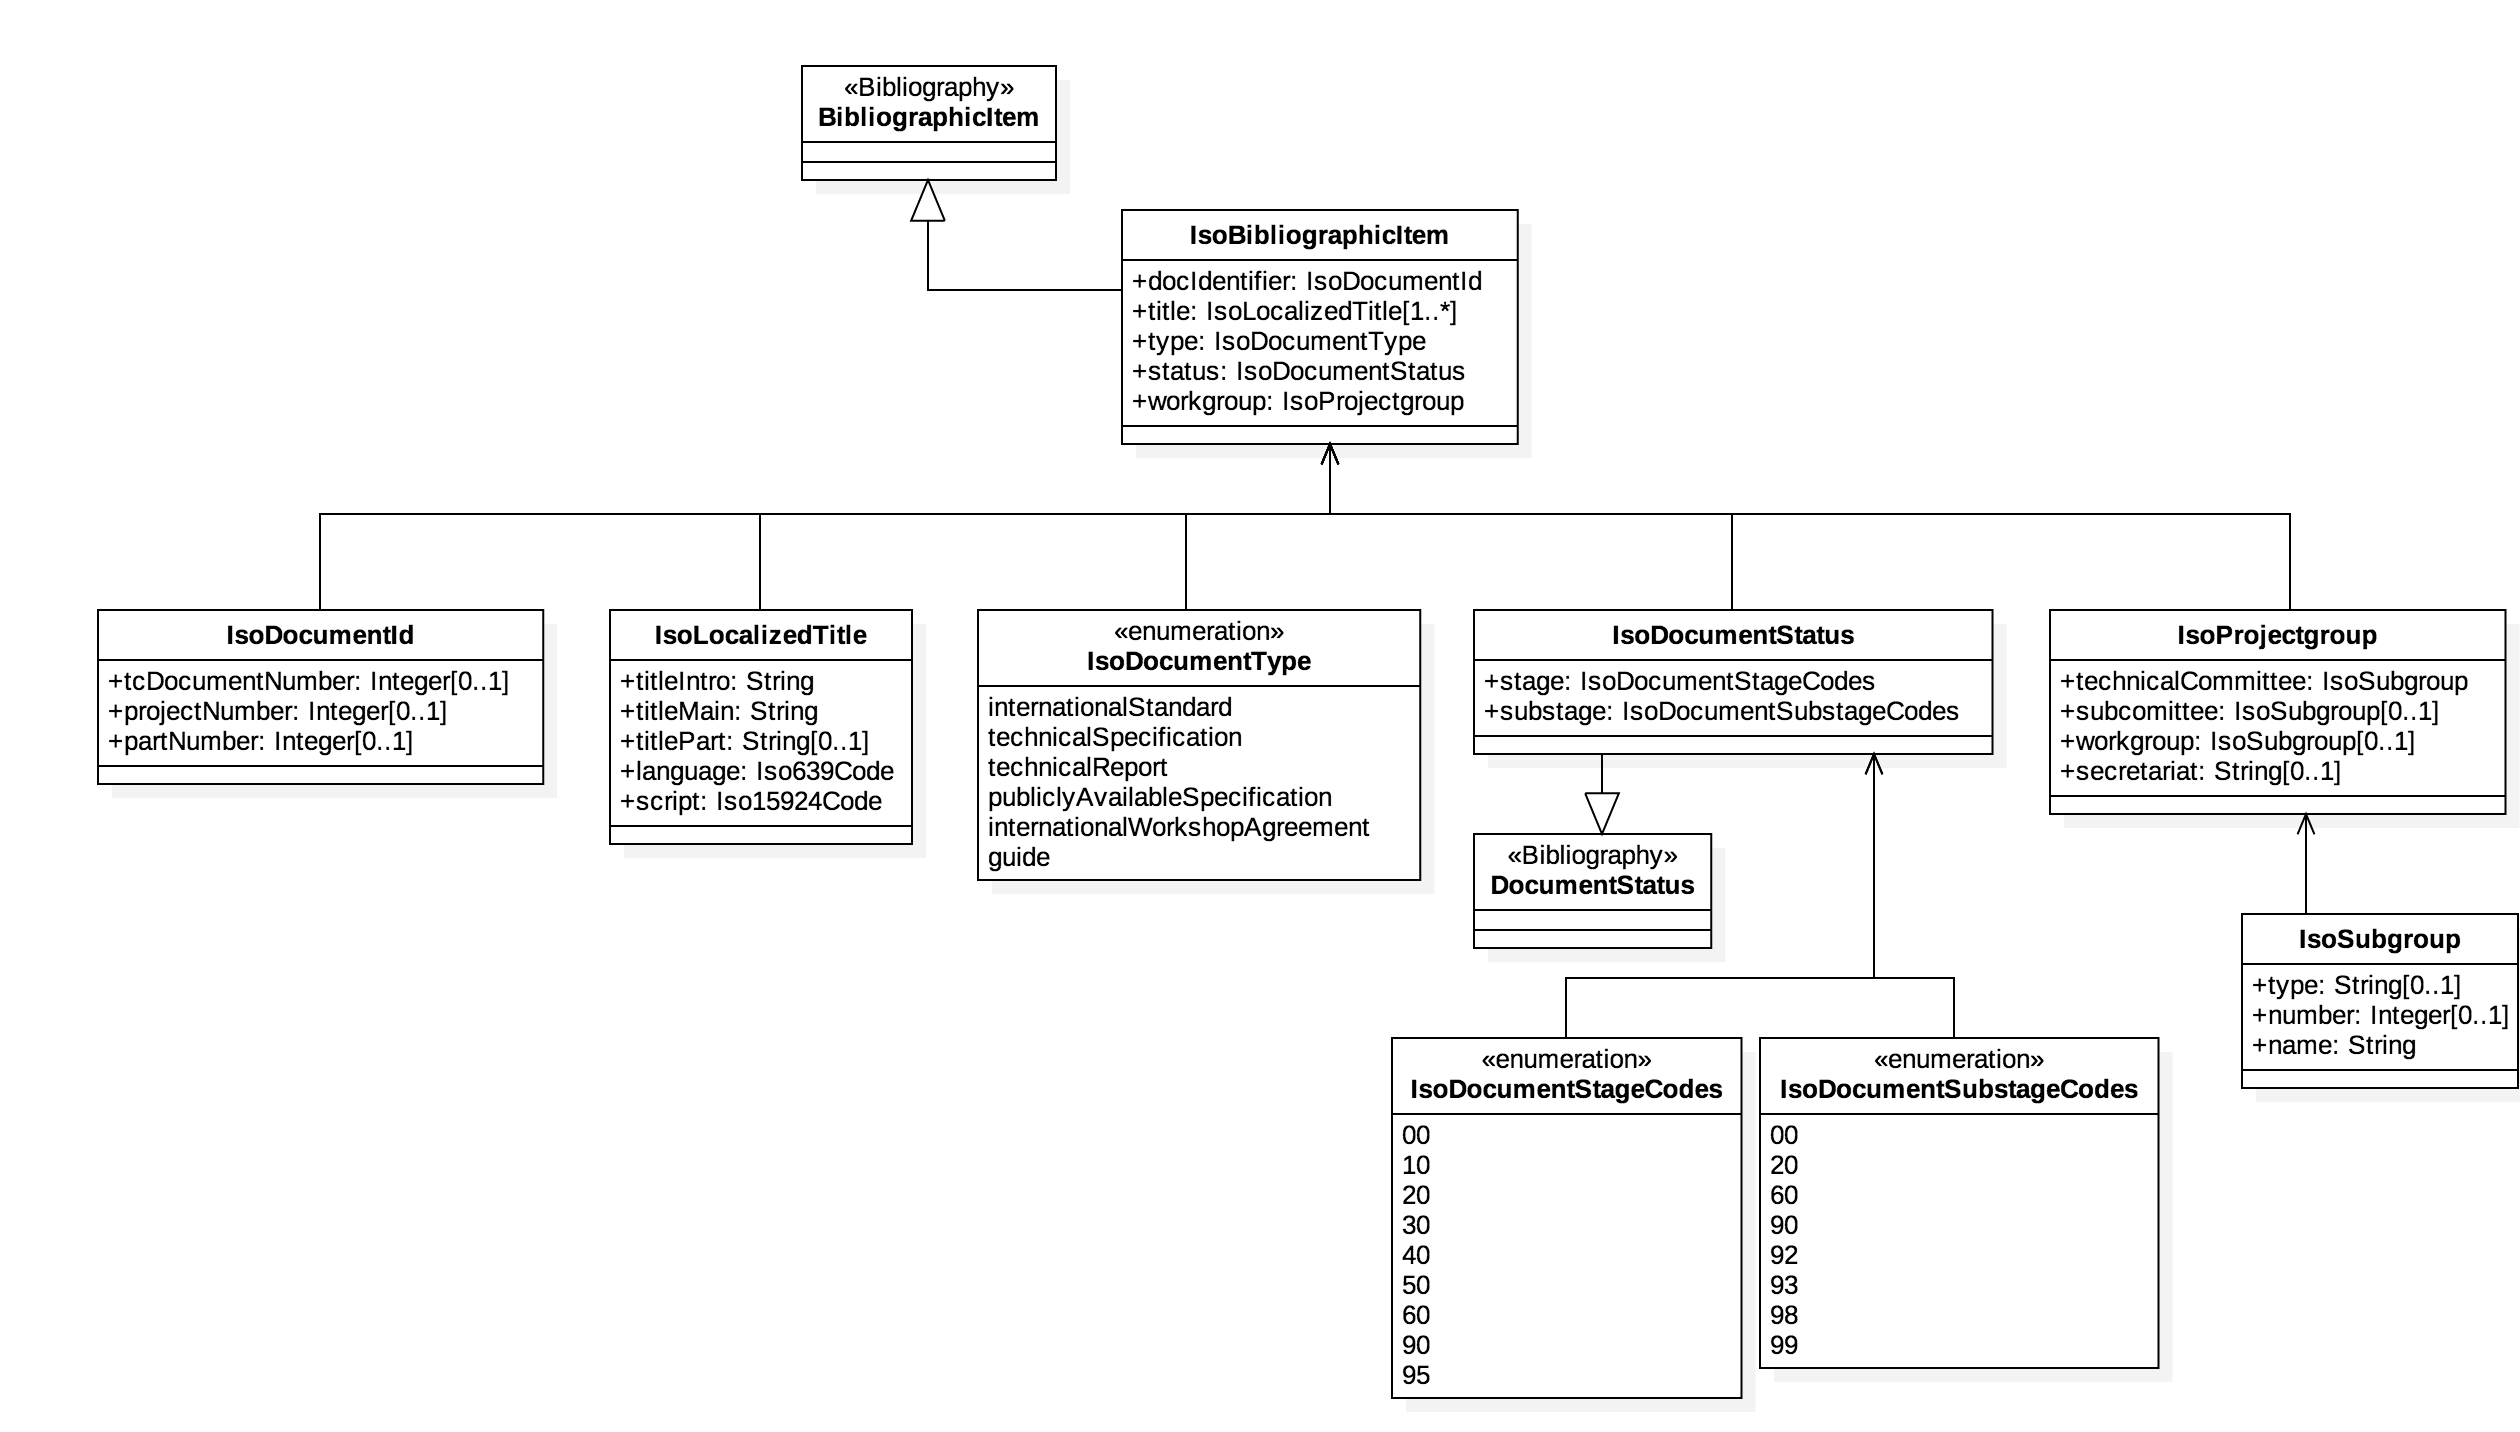 «Bibliography»
BibliographicItem
IsoBibliographicItem
+docIdentifier: IsoDocumentId
+title: IsoLocalizedTitle[1..*]
+type: IsoDocumentType
+status: IsoDocumentStatus
+workgroup: IsoProjectgroup
IsoDocumentId
+tcDocumentNumber: Integer[0..1]
+projectNumber: Integer[0..1]
+partNumber: Integer[0..1]
IsoLocalizedTitle
+titleIntro: String
+titleMain: String
+titlePart: String[0..1]
+language: Iso639Code
+script: Iso15924Code
«enumeration»
IsoDocumentType
internationalStandard
technicalSpecification
technicalReport
publiclyAvailableSpecification
internationalWorkshopAgreement
guide
IsoDocumentStatus
+stage: IsoDocumentStageCodes
+substage: IsoDocumentSubstageCodes
IsoProjectgroup
+technicalCommittee: IsoSubgroup
+subcomittee: IsoSubgroup[0..1]
+workgroup: IsoSubgroup[0..1]
+secretariat: String[0..1]
«Bibliography»
DocumentStatus
IsoSubgroup
+type: String[0..1]
+number: Integer[0..1]
+name: String
«enumeration»
IsoDocumentStageCodes
00
10
20
30
40
50
60
90
95
«enumeration»
IsoDocumentSubstageCodes
00
20
60
90
92
93
98
99